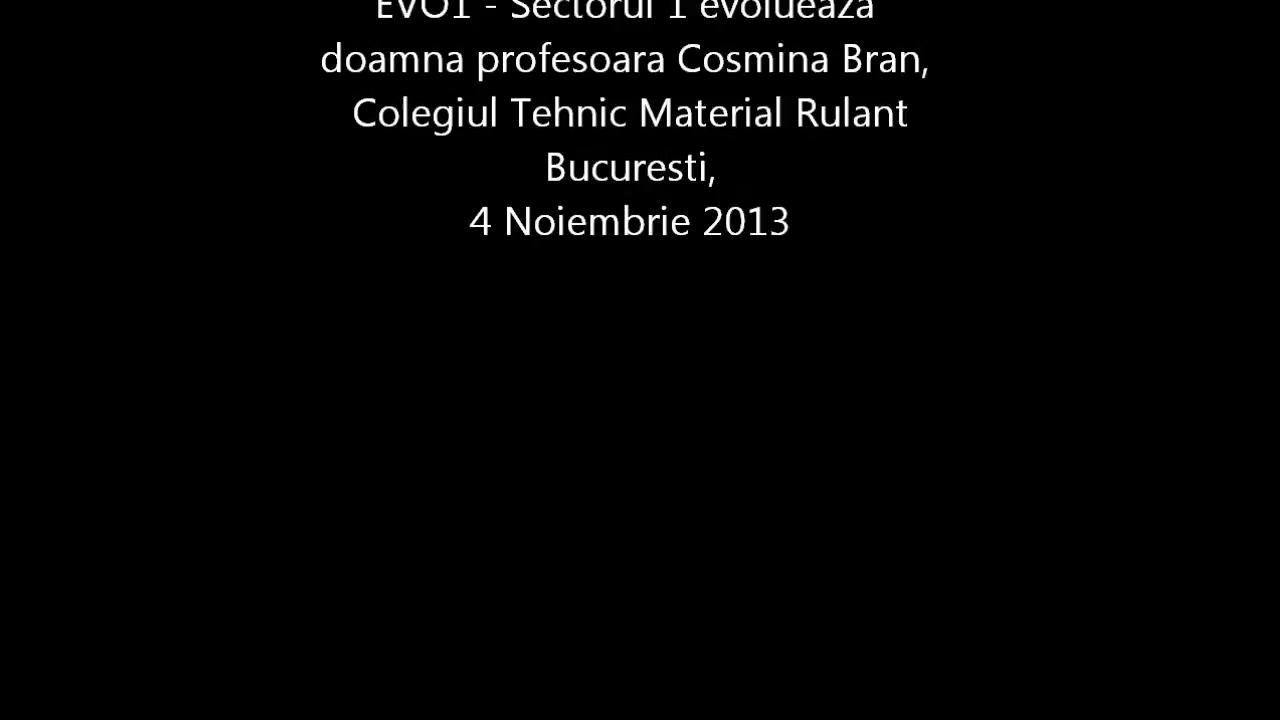 EVO1 - Sectorul 1 evolueaza
doamna profesoara Cosmina Bran,
Colegiul Tehnic Material Rulant
Bucuresti,
4 Noiembrie 2013